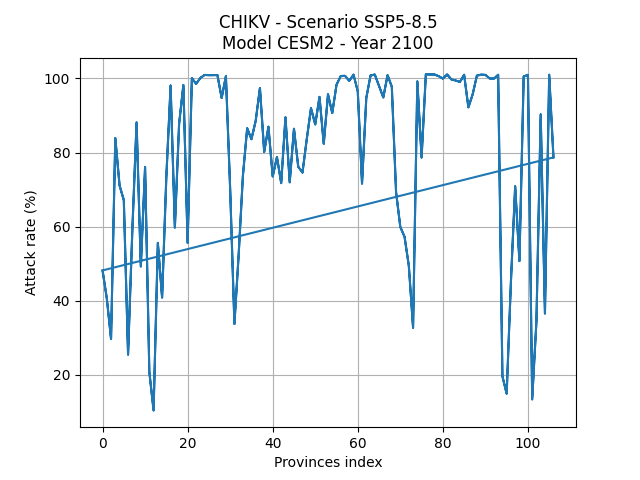 CHIKV - Scenario SSP5-8.5
Model CESM2 - Year 2100
100
80
60
40
20
Attack rate (%)
0 20 40 60 80 100
Provinces index